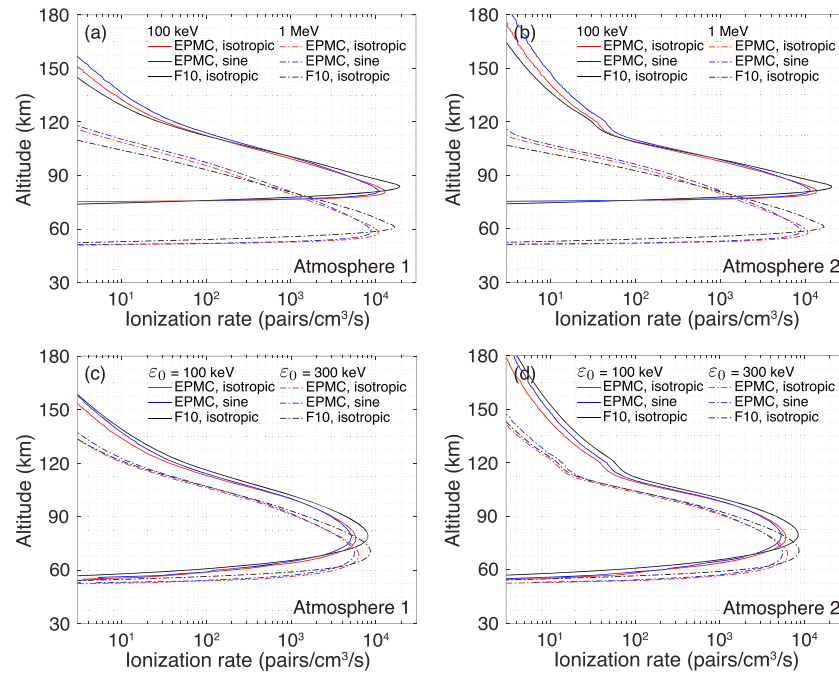 180
150
120
90
60
30
Altitude (km)
(a)
100 keV 1 MeV
EPMC, isotropic EPMC, isotropic
EPMC, sine EPMC, sine
F10, isotropic F10, isotropic
Atmosphere 1
10¹ 10² 10³ 10⁴
Ionization rate (pairs/cm³/s)
180
150
120
90
60
30
Altitude (km)
(b)
100 keV 1 MeV
EPMC, isotropic EPMC, isotropic
EPMC, sine EPMC, sine
F10, isotropic F10, isotropic
Atmosphere 2
10¹ 10² 10³ 10⁴
Ionization rate (pairs/cm³/s)
180
150
120
90
60
30
Altitude (km)
(c)
ε₀ = 100 keV ε₀ = 300 keV
EPMC, isotropic EPMC, isotropic
EPMC, sine EPMC, sine
F10, isotropic F10, isotropic
Atmosphere 1
10¹ 10² 10³ 10⁴
Ionization rate (pairs/cm³/s)
180
150
120
90
60
30
Altitude (km)
(d)
ε₀ = 100 keV ε₀ = 300 keV
EPMC, isotropic EPMC, isotropic
EPMC, sine EPMC, sine
F10, isotropic F10, isotropic
Atmosphere 2
10¹ 10² 10³ 10⁴
Ionization rate (pairs/cm³/s)